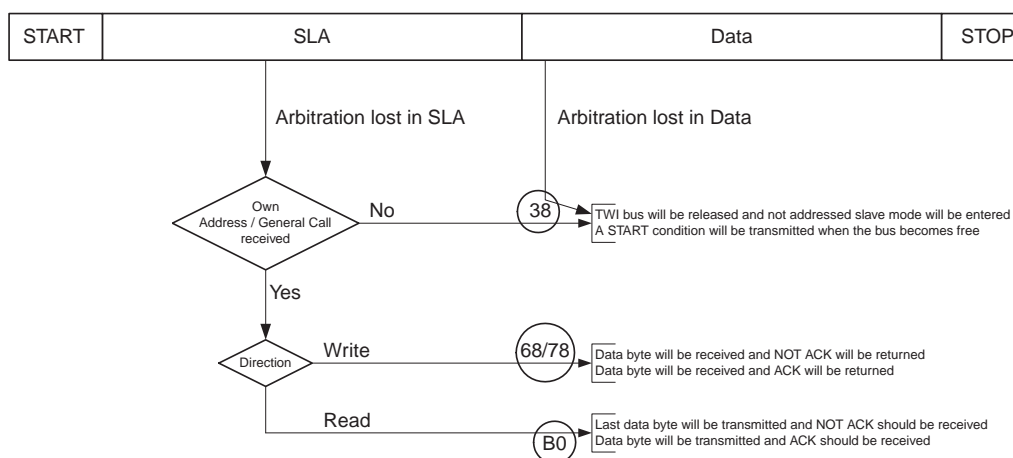 START SLA Data STOP
Arbitration lost in SLA Arbitration lost in Data
Own
Address / General Call
received
No
38
TWI bus will be released and not addressed slave mode will be entered
A START condition will be transmitted when the bus becomes free
Yes
Direction
Write
68/78
Data byte will be received and NOT ACK will be returned
Data byte will be received and ACK will be returned
Read
B0
Last data byte will be transmitted and NOT ACK should be received
Data byte will be transmitted and ACK should be received